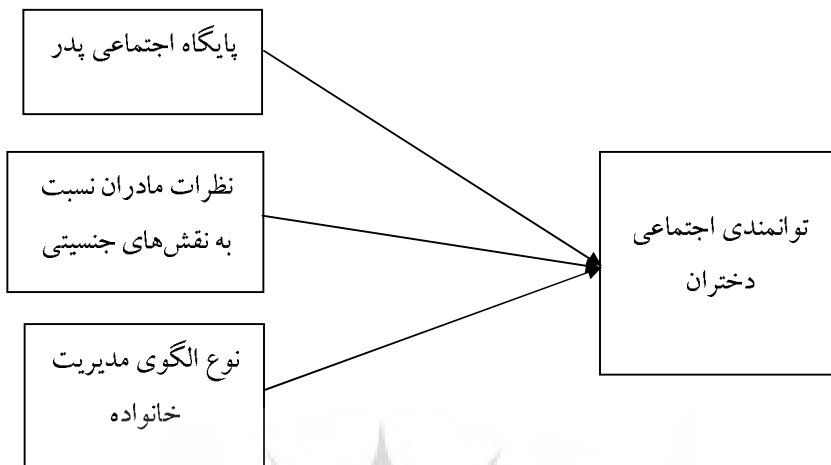 پایگاه اجتماعی پدر
نظرات مادران نسبت
به نقش‌های جنسیتی
نوع الگوی مدیریت
خانواده
توانمندی اجتماعی
دختران